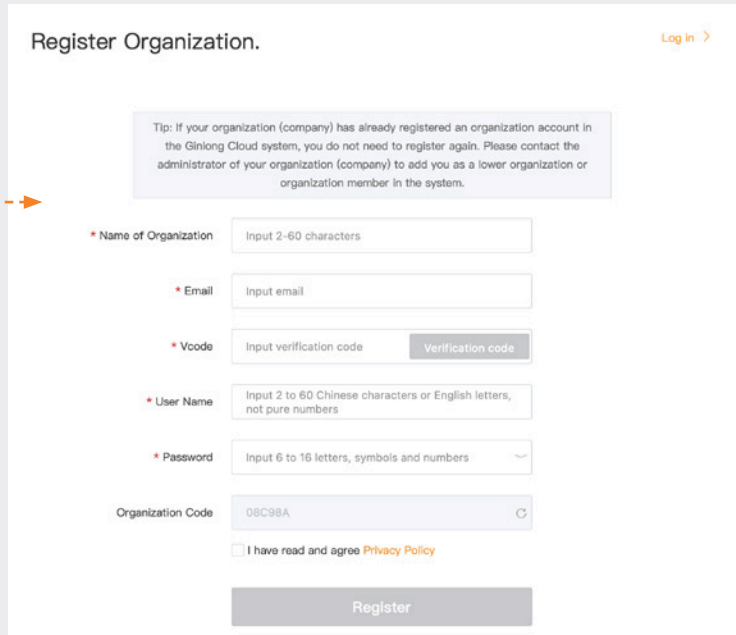 Register Organization.
Log in >
Tip: If your organization (company) has already registered an organization account in
the Ginlong Cloud system, you do not need to register again. Please contact the
administrator of your organization (company) to add you as a lower organization or
organization member in the system.
* Name of Organization Input 2-60 characters
* Email Input email
* Vcode Input verification code Verification code
* User Name Input 2 to 60 Chinese characters or English letters,
not pure numbers
* Password Input 6 to 16 letters, symbols and numbers
Organization Code 08C98A
I have read and agree Privacy Policy
Register